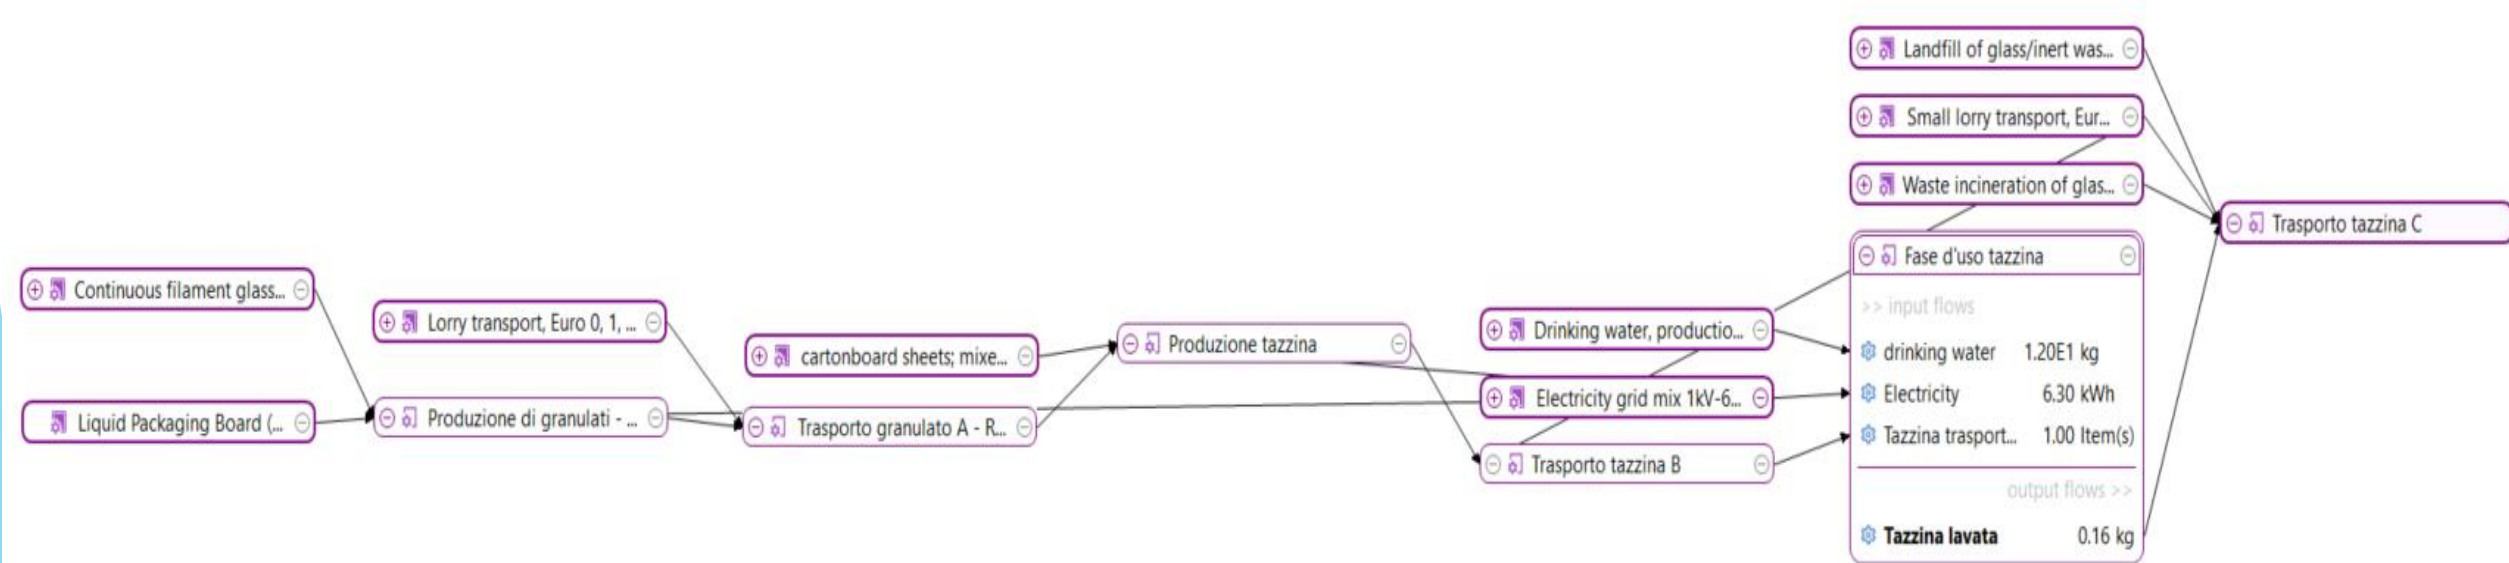 Landfill of glass/inert was...
Small lorry transport, Eur...
Waste incineration of glas...
Trasporto tazzina C
Fase d'uso tazzina
>> input flows
drinking water 1.20E1 kg
Electricity 6.30 kWh
Tazzina trasport... 1.00 Item(s)
output flows >>
Tazzina lavata 0.16 kg
Continuous filament glass...
Liquid Packaging Board (...
Lorry transport, Euro 0, 1, ...
Produzione di granulati - ...
cartonboard sheets; mixe...
Trasporto granulato A - R...
Produzione tazzina
Drinking water, productio...
Electricity grid mix 1kV-6...
Trasporto tazzina B